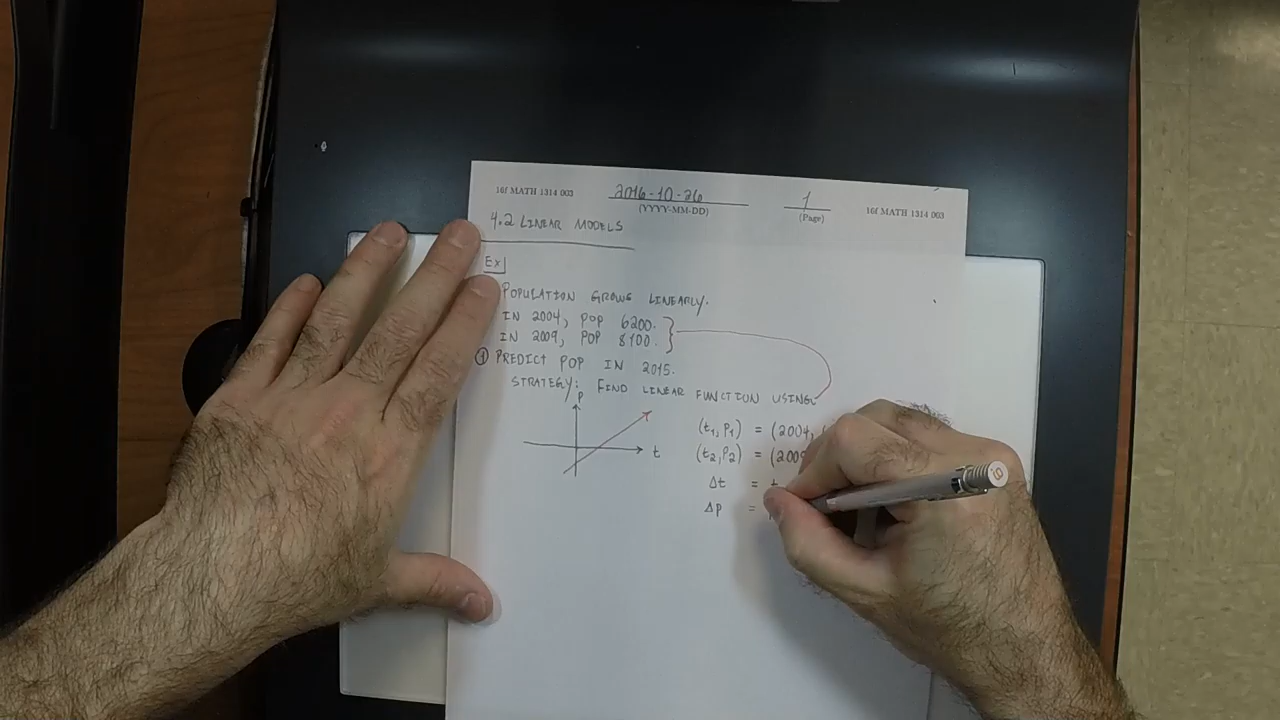 16f MATH 1314 003 2016-10-26 1 16f MATH 1314 003
(YYYY-MM-DD) (Page)
4.2 LINEAR MODELS
Ex
POPULATION GROWS LINEARLY.
IN 2004, POP 6200.
IN 2009, POP 8100.
① PREDICT POP IN 2015.
STRATEGY: FIND LINEAR FUNCTION USING
P
t
(t₁, P₁) = (2004,
(t₂, P₂) = (2009
Δt = t
Δp =
.9